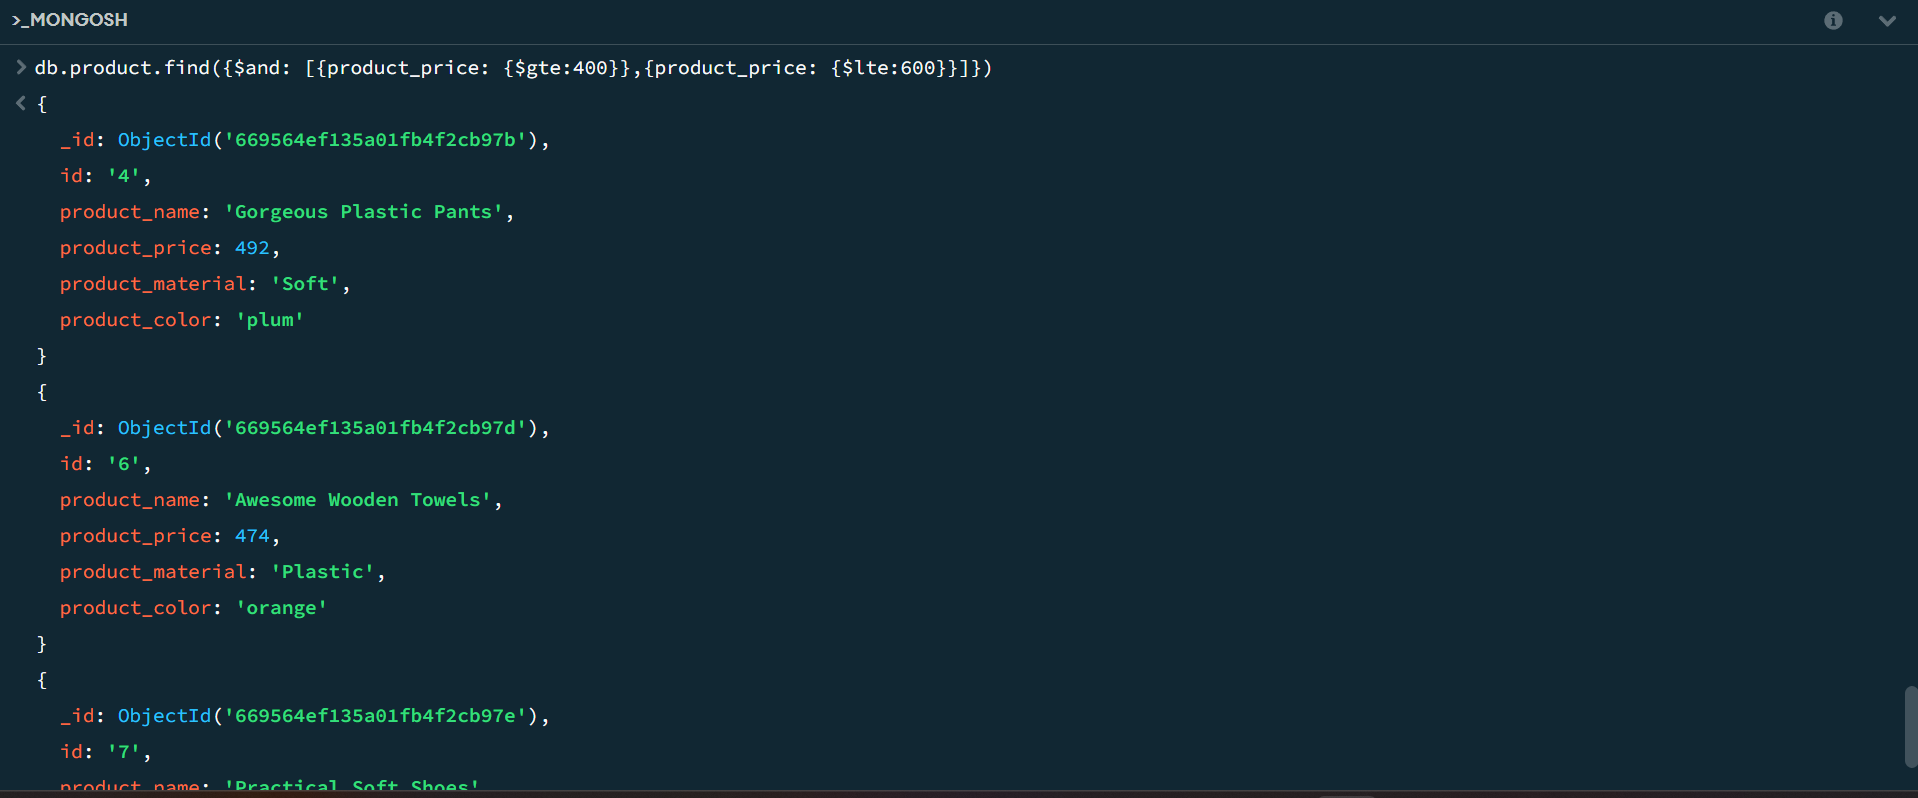 >_MONGOSH
> db.product.find({$and: [{product_price: {$gte:400}},{product_price: {$lte:600}}]})
< {
_id: ObjectId('669564ef135a01fb4f2cb97b'),
id: '4',
product_name: 'Gorgeous Plastic Pants',
product_price: 492,
product_material: 'Soft',
product_color: 'plum'
}
{
_id: ObjectId('669564ef135a01fb4f2cb97d'),
id: '6',
product_name: 'Awesome Wooden Towels',
product_price: 474,
product_material: 'Plastic',
product_color: 'orange'
}
{
_id: ObjectId('669564ef135a01fb4f2cb97e'),
id: '7',
product_name: 'Practical Soft Shoes'